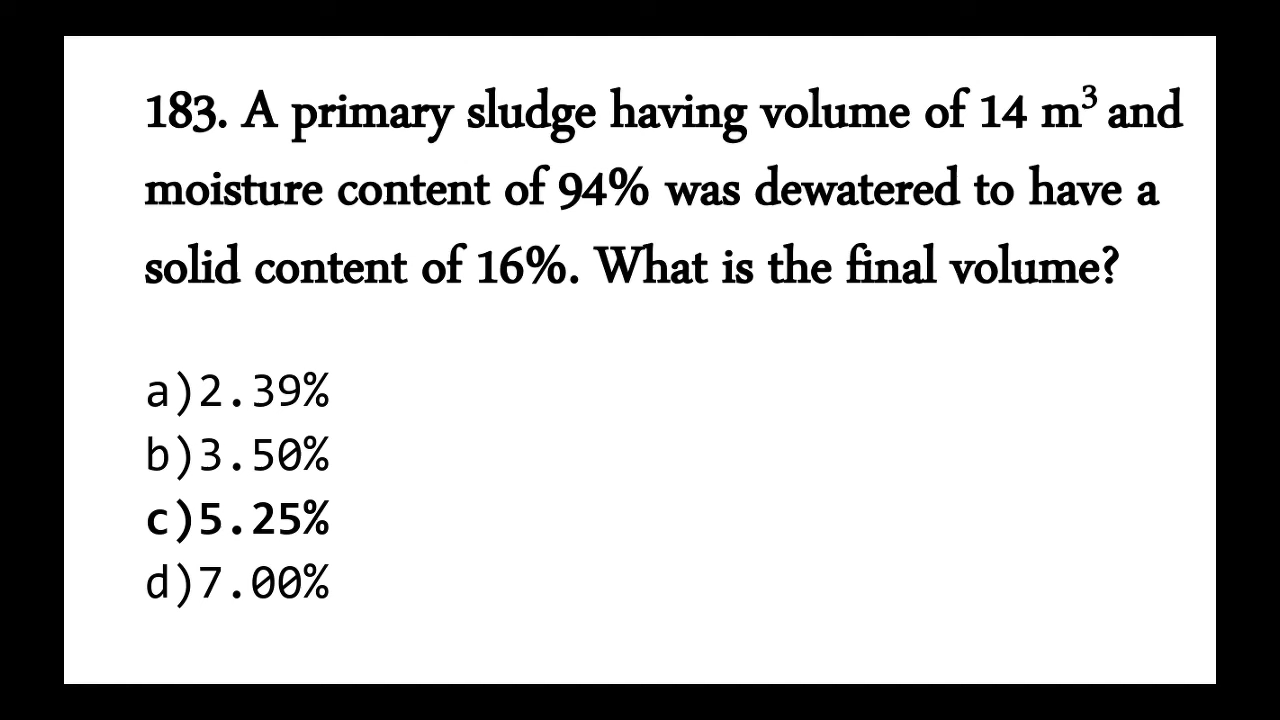 183. A primary sludge having volume of 14 m³ and
moisture content of 94% was dewatered to have a
solid content of 16%. What is the final volume?
a)2.39%
b)3.50%
c)5.25%
d)7.00%